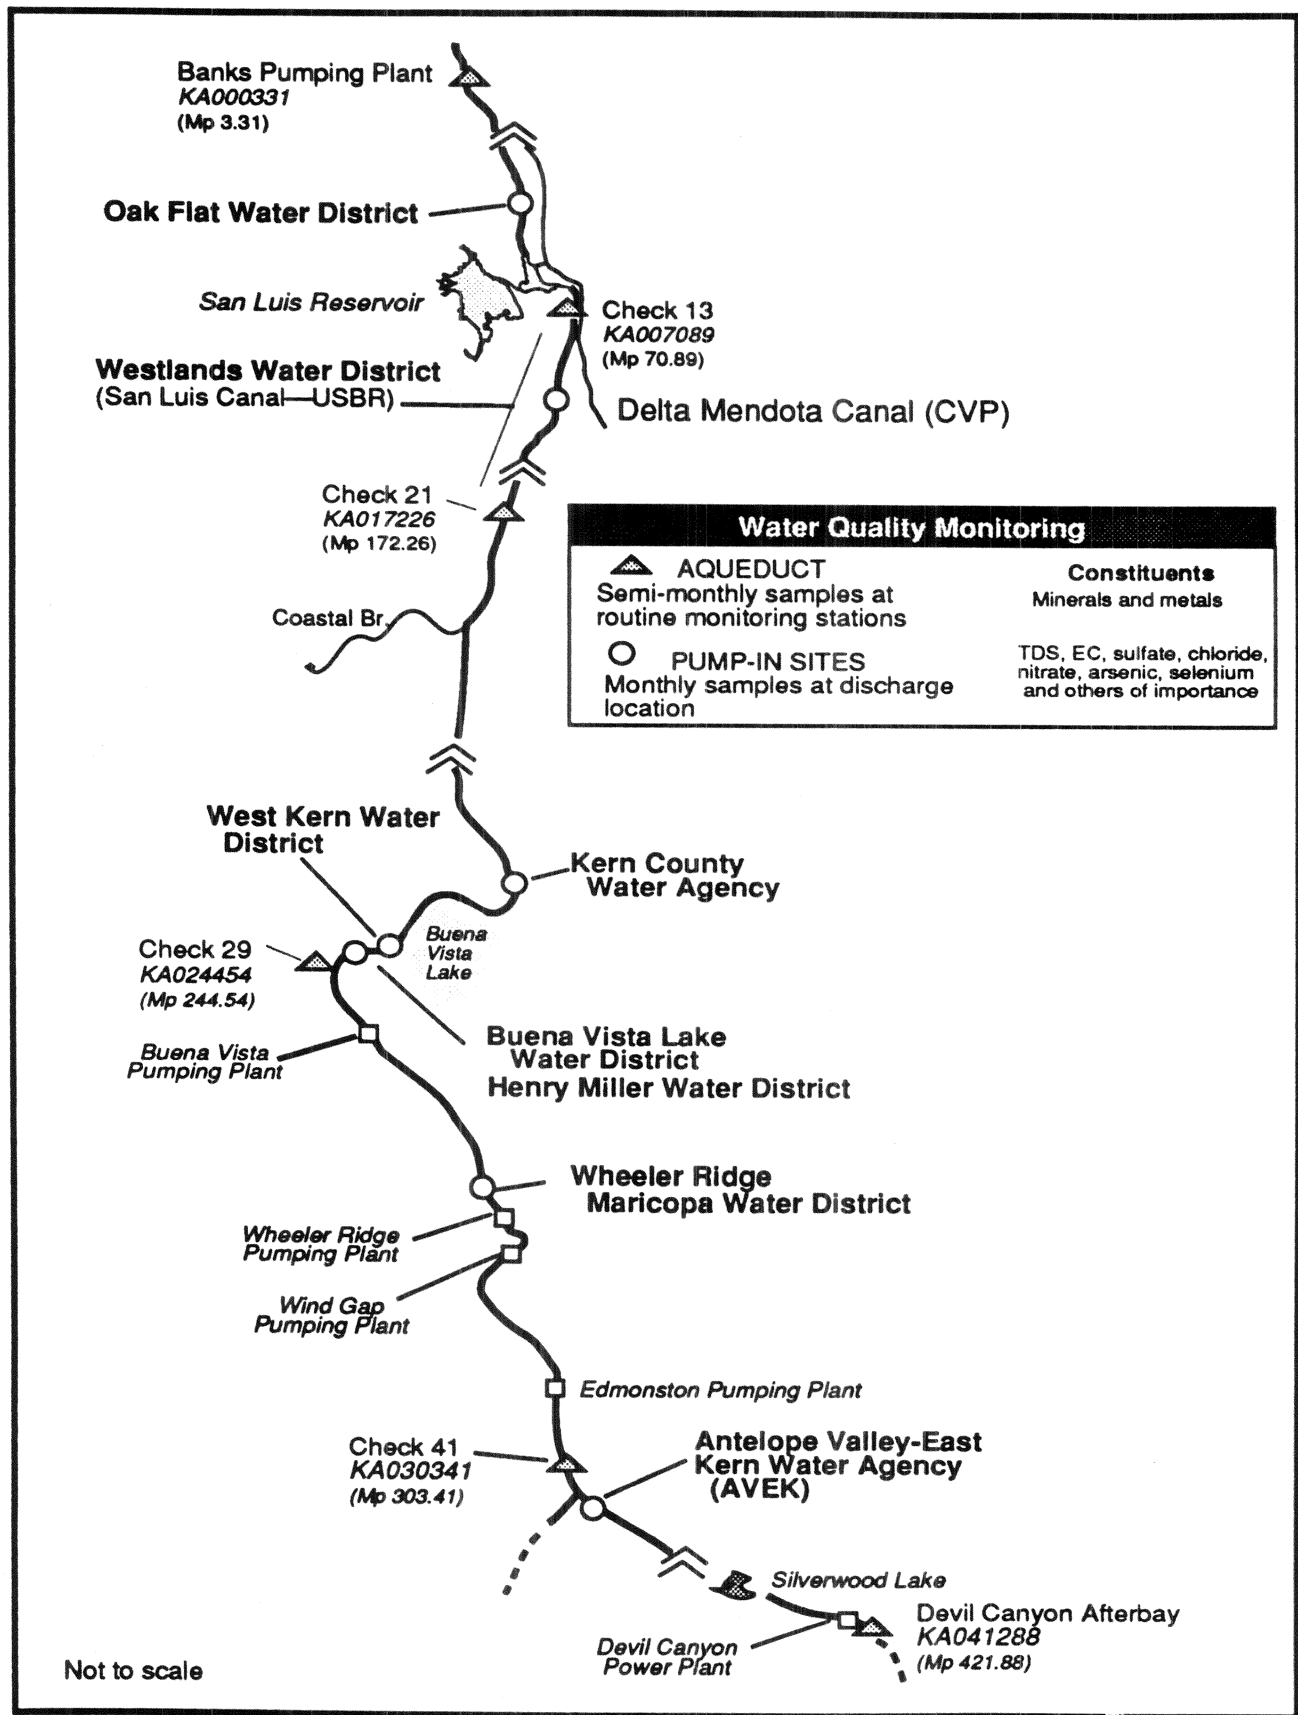 Banks Pumping Plant
KA000331
(Mp 3.31)
Oak Flat Water District
San Luis Reservoir
Check 13
KA007089
(Mp 70.89)
Westlands Water District
(San Luis Canal—USBR)
Delta Mendota Canal (CVP)
Check 21
KA017226
(Mp 172.26)
Water Quality Monitoring
AQUEDUCT
Semi-monthly samples at
routine monitoring stations
Constituents
Minerals and metals
PUMP-IN SITES
Monthly samples at discharge
location
TDS, EC, sulfate, chloride,
nitrate, arsenic, selenium
and others of importance
Coastal Br.
West Kern Water
District
Kern County
Water Agency
Buena
Vista
Lake
Check 29
KA024454
(Mp 244.54)
Buena Vista
Pumping Plant
Buena Vista Lake
Water District
Henry Miller Water District
Wheeler Ridge
Maricopa Water District
Wheeler Ridge
Pumping Plant
Wind Gap
Pumping Plant
Edmonston Pumping Plant
Check 41
KA030341
(Mp 303.41)
Antelope Valley-East
Kern Water Agency
(AVEK)
Silverwood Lake
Devil Canyon Afterbay
KA041288
(Mp 421.88)
Devil Canyon
Power Plant
Not to scale